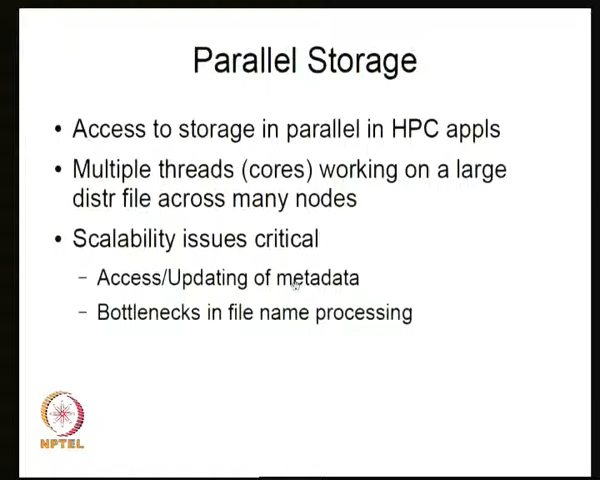 Parallel Storage
• Access to storage in parallel in HPC appls
• Multiple threads (cores) working on a large
distr file across many nodes
• Scalability issues critical
– Access/Updating of metadata
– Bottlenecks in file name processing
NPTEL